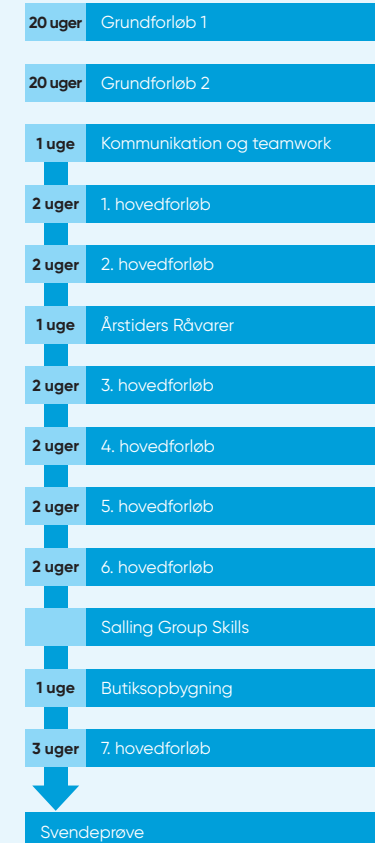 20 uger Grundforløb 1
20 uger Grundforløb 2
1 uge Kommunikation og teamwork
2 uger 1. hovedforløb
2 uger 2. hovedforløb
1 uge Årstiders Råvarer
2 uger 3. hovedforløb
2 uger 4. hovedforløb
2 uger 5. hovedforløb
2 uger 6. hovedforløb
Salling Group Skills
1 uge Butiksopbygning
3 uger 7. hovedforløb
Svendeprøve